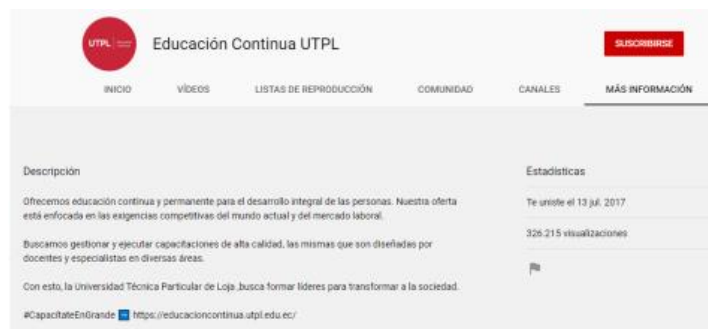 UTPL
Educación Continua UTPL
SUSCRIBIRSE
INICIO VÍDEOS LISTAS DE REPRODUCCIÓN COMUNIDAD CANALES MÁS INFORMACIÓN
Descripción
Ofrecemos educación continua y permanente para el desarrollo integral de las personas. Nuestra oferta
está enfocada en las exigencias competitivas del mundo actual y del mercado laboral.
Buscamos gestionar y ejecutar capacitaciones de alta calidad, las mismas que son diseñadas por
docentes y especialistas en diversas áreas.
Con esto, la Universidad Técnica Particular de Loja ,busca formar líderes para transformar a la sociedad.
#CapacítateEnGrande ➡ https://educacioncontinua.utpl.edu.ec/
Estadísticas
Te uniste el 13 jul. 2017
326.215 visualizaciones